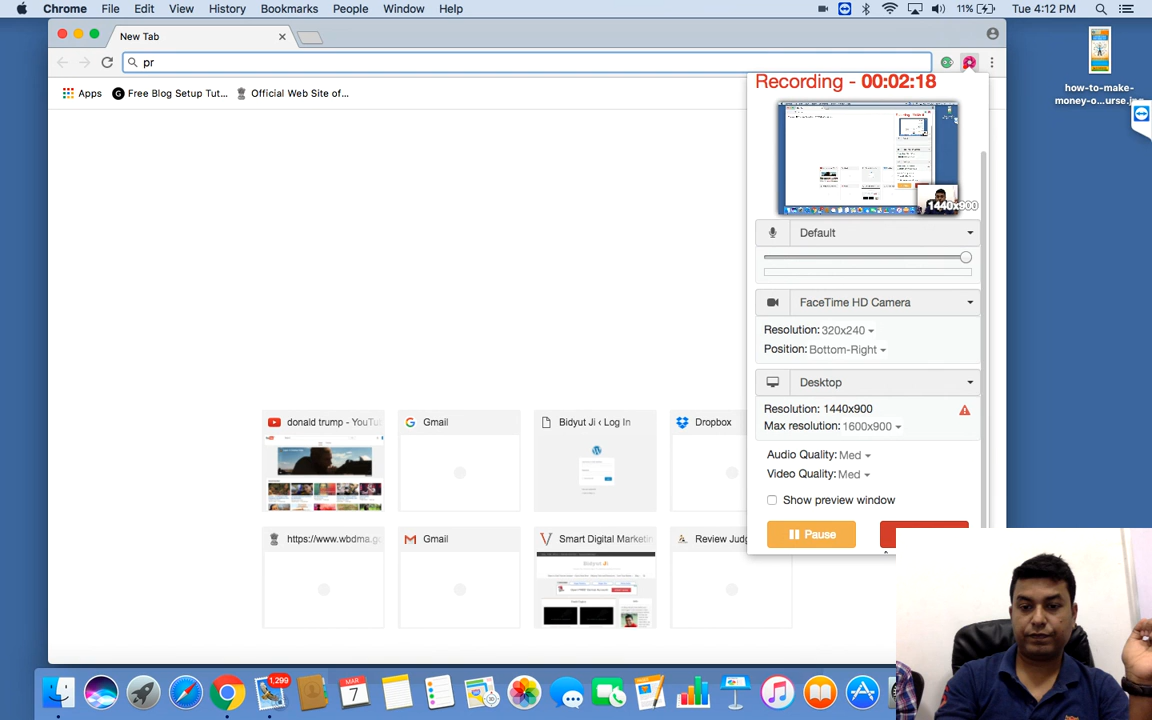 Chrome File Edit View History Bookmarks People Window Help 11% Tue 4:12 PM
New Tab
pr
Apps Free Blog Setup Tut... Official Web Site of...
how-to-make-
money-o...urse.jpg
Recording - 00:02:18
1440x900
Default
FaceTime HD Camera
Resolution: 320x240
Position: Bottom-Right
Desktop
Resolution: 1440x900
Max resolution: 1600x900
Audio Quality: Med
Video Quality: Med
Show preview window
Pause
donald trump - YouTu
Gmail
Bidyut Ji ‹ Log In
Dropbox
https://www.wbdma.go
Gmail
Smart Digital Marketin
Review Judg
Bidyut Ji
1,299
MAR
7